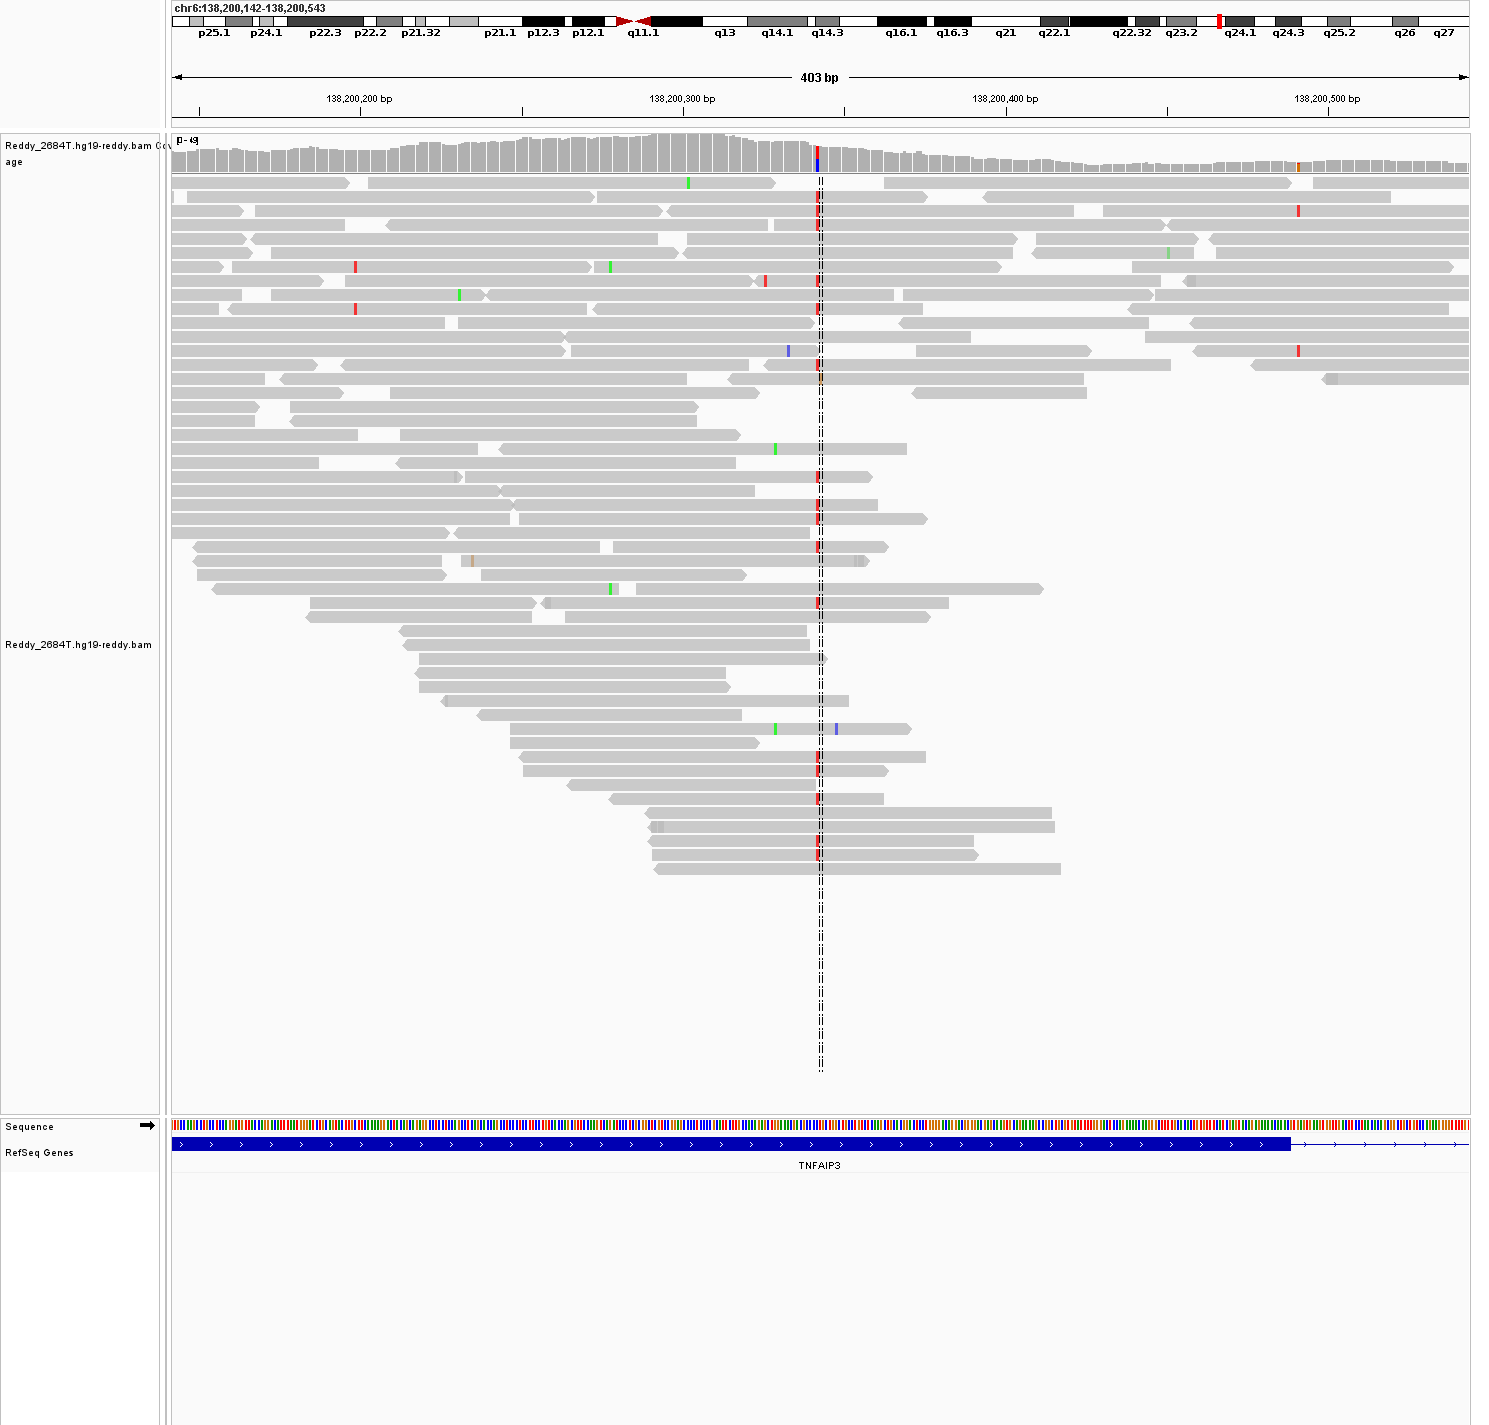 chr6:138,200,142-138,200,543
p25.1 p24.1 p22.3 p22.2 p21.32 p21.1 p12.3 p12.1 q11.1 q13 q14.1 q14.3 q16.1 q16.3 q21 q22.1 q22.32 q23.2 q24.1 q24.3 q25.2 q26 q27
403 bp
138,200,200 bp 138,200,300 bp 138,200,400 bp 138,200,500 bp
Reddy_2684T.hg19-reddy.bam Cov
age
Reddy_2684T.hg19-reddy.bam
Sequence
RefSeq Genes
TNFAIP3